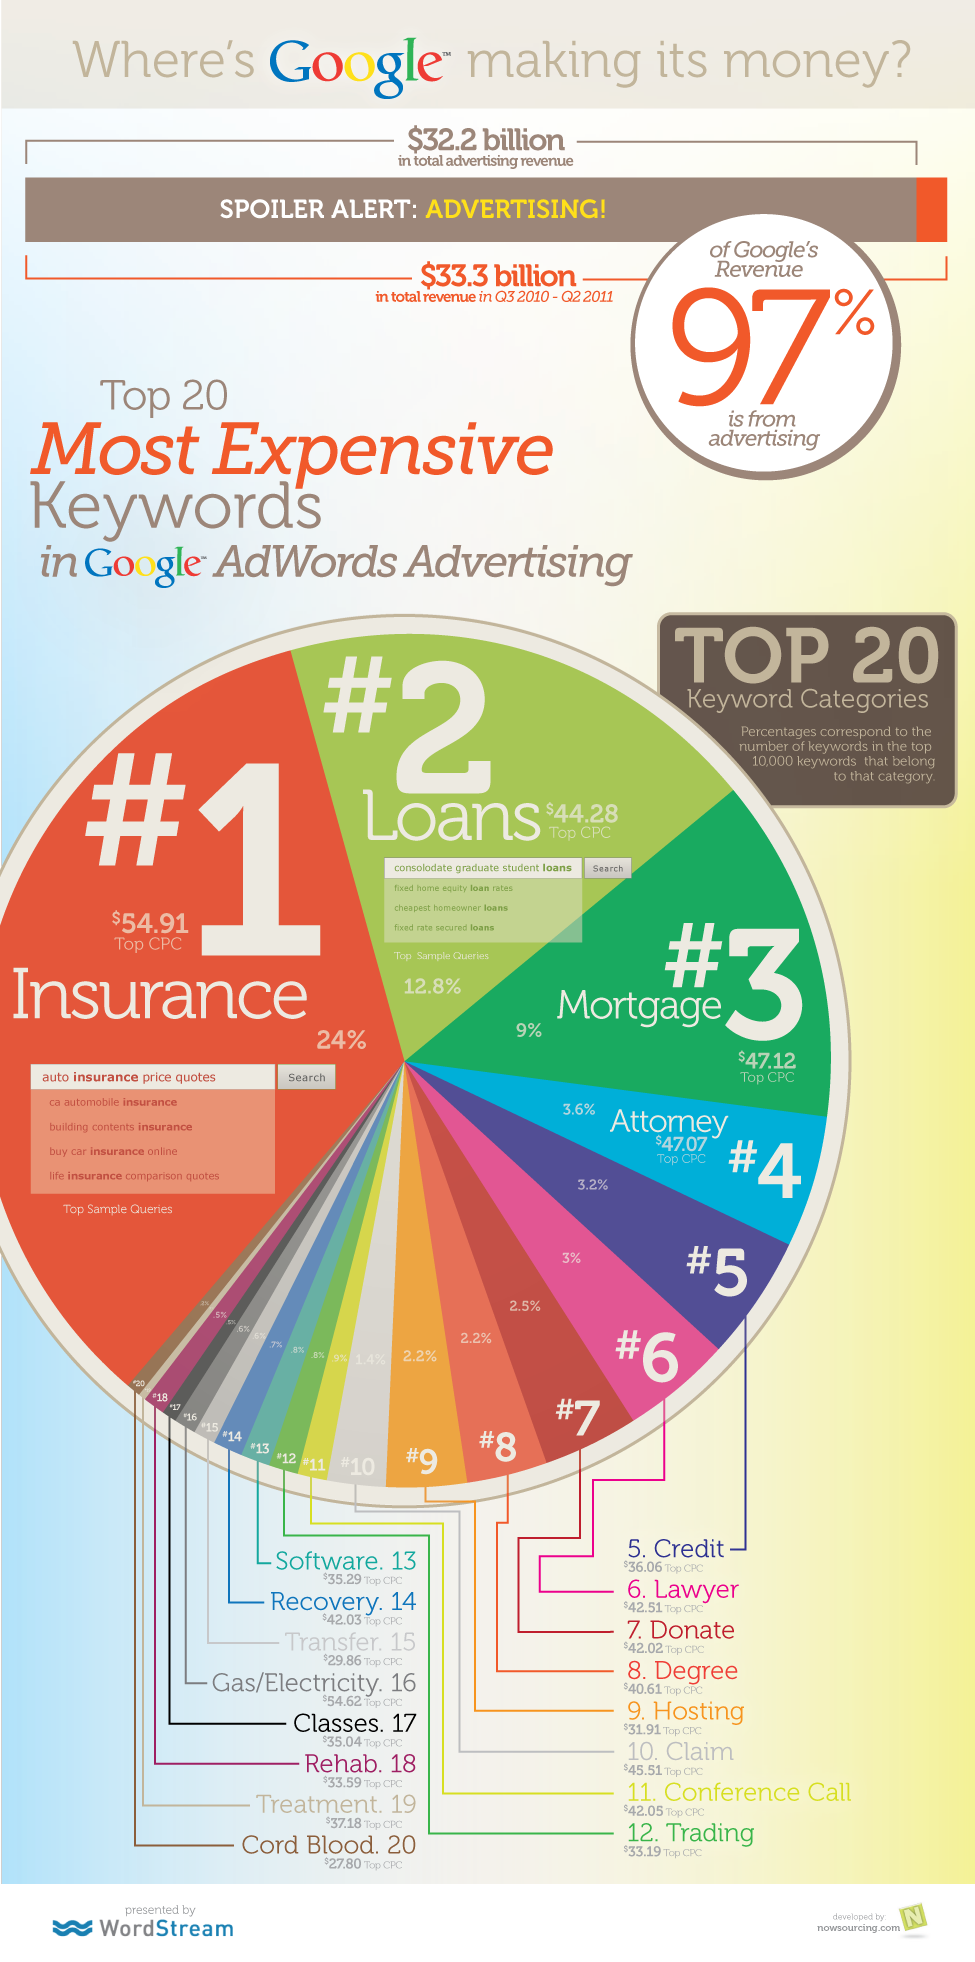 Where's Google™ making its money?
$32.2 billion
in total advertising revenue
SPOILER ALERT: ADVERTISING!
$33.3 billion
in total revenue in Q3 2010 - Q2 2011
of Google's
Revenue
97%
is from
advertising
Top 20
Most Expensive
Keywords
in Google™ AdWords Advertising
TOP 20
Keyword Categories
Percentages correspond to the
number of keywords in the top
10,000 keywords that belong
to that category.
#1
$54.91
Top CPC
Insurance
24%
auto insurance price quotes
Search
ca automobile insurance
building contents insurance
buy car insurance online
life insurance comparison quotes
Top Sample Queries
#2
Loans
$44.28
Top CPC
consolodate graduate student loans
Search
fixed home equity loan rates
cheapest homeowner loans
fixed rate secured loans
Top Sample Queries
12.8%
#3
Mortgage
9%
$47.12
Top CPC
3.6%
Attorney
$47.07
Top CPC
#4
3.2%
#5
3%
#6
2.5%
#7
2.2%
#8
2.2%
#9
1.4%
#10
.9%
#11
.8%
#12
.8%
#13
.7%
#14
.6%
#15
.6%
#16
.5%
#17
.5%
#18
#20
Software. 13
$35.29 Top CPC
Recovery. 14
$42.03 Top CPC
Transfer. 15
$29.86 Top CPC
Gas/Electricity. 16
$54.62 Top CPC
Classes. 17
$35.04 Top CPC
Rehab. 18
$33.59 Top CPC
Treatment. 19
$37.18 Top CPC
Cord Blood. 20
$27.80 Top CPC
5. Credit
$36.06 Top CPC
6. Lawyer
$42.51 Top CPC
7. Donate
$42.02 Top CPC
8. Degree
$40.61 Top CPC
9. Hosting
$31.91 Top CPC
10. Claim
$45.51 Top CPC
11. Conference Call
$42.05 Top CPC
12. Trading
$33.19 Top CPC
presented by
WordStream
developed by:
nowsourcing.com
N